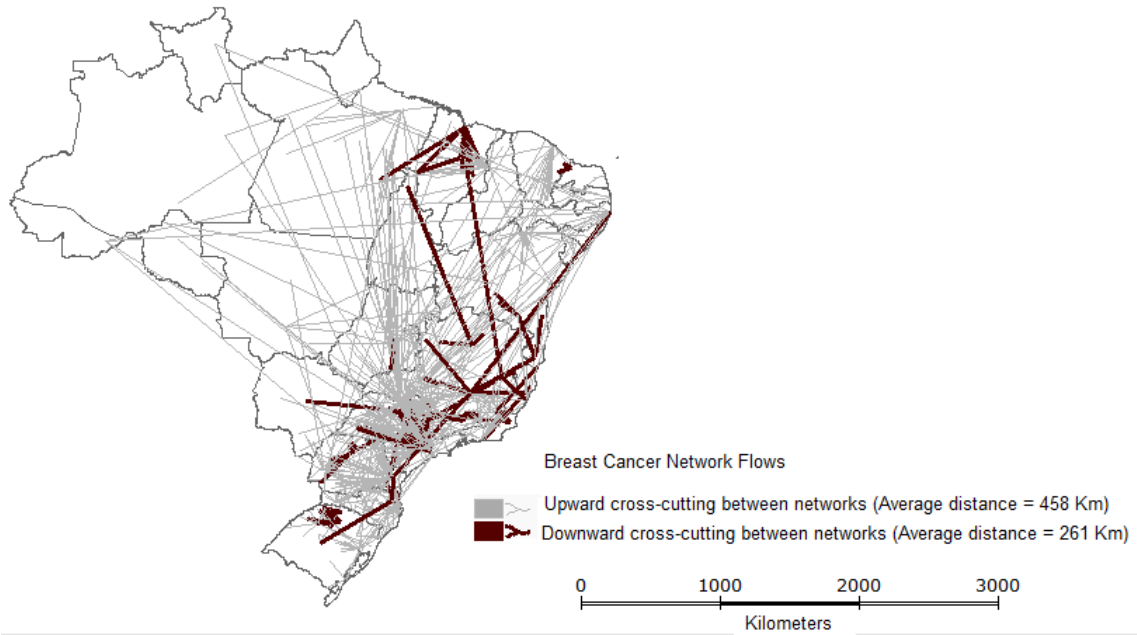 Breast Cancer Network Flows
Upward cross-cutting between networks (Average distance = 458 Km)
Downward cross-cutting between networks (Average distance = 261 Km)
0 1000 2000 3000
Kilometers